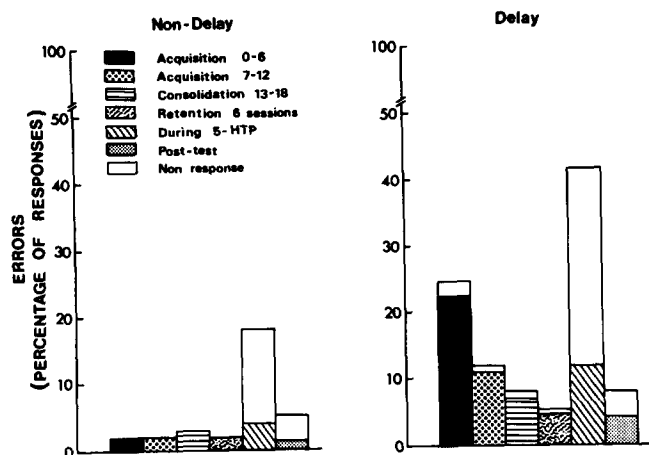 Non-Delay
Delay
ERRORS
(PERCENTAGE OF RESPONSES)
100
50
40
30
20
10
0
Acquisition 0-6
Acquisition 7-12
Consolidation 13-18
Retention 6 sessions
During 5-HTP
Post-test
Non response
100
50
40
30
20
10
0